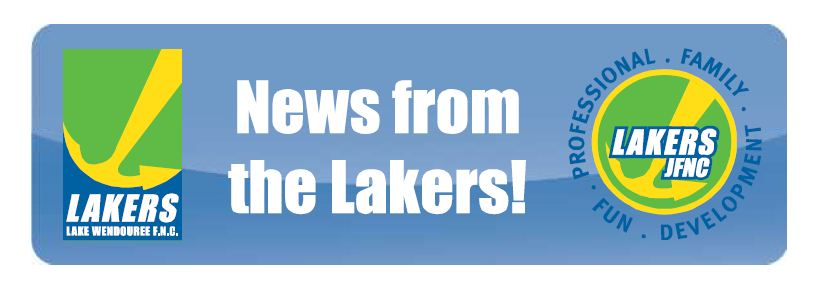 LAKERS
LAKE WENDOUREE F.N.C.
News from
the Lakers!
PROFESSIONAL . FAMILY . DEVELOPMENT . FUN .
LAKERS
JFNC